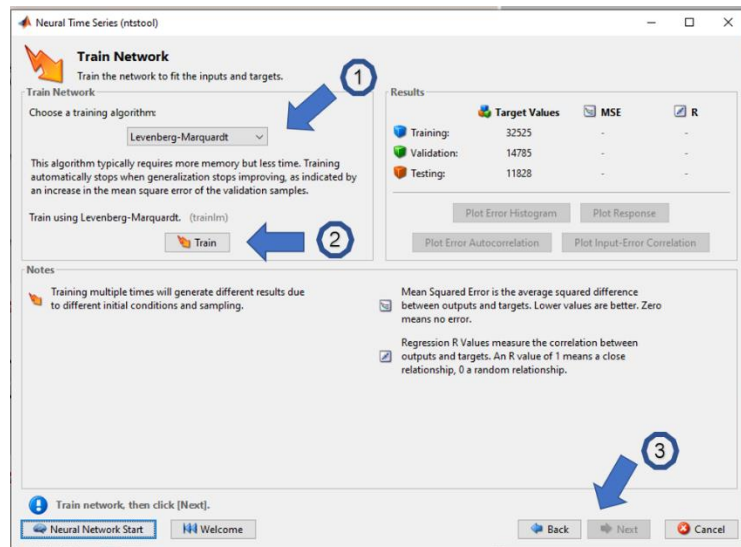 Neural Time Series (ntstool)
Train Network
Train the network to fit the inputs and targets.
1
Train Network
Choose a training algorithm:
Levenberg-Marquardt
This algorithm typically requires more memory but less time. Training
automatically stops when generalization stops improving, as indicated by
an increase in the mean square error of the validation samples.
Train using Levenberg-Marquardt. (trainlm)
Train
2
Results
Target Values MSE R
Training: 32525 - -
Validation: 14785 - -
Testing: 11828 - -
Plot Error Histogram Plot Response
Plot Error Autocorrelation Plot Input-Error Correlation
Notes
Training multiple times will generate different results due
to different initial conditions and sampling.
Mean Squared Error is the average squared difference
between outputs and targets. Lower values are better. Zero
means no error.
Regression R Values measure the correlation between
outputs and targets. An R value of 1 means a close
relationship, 0 a random relationship.
3
Train network, then click [Next].
Neural Network Start Welcome Back Next Cancel